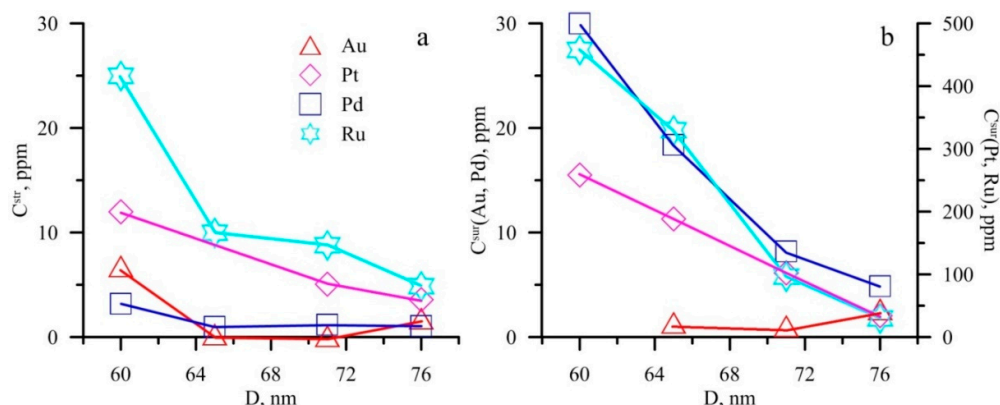 30
20
10
0
C^str, ppm
60
64
68
72
76
D, nm
a
Au
Pt
Pd
Ru
30
20
10
0
C^sur(Au, Pd), ppm
60
64
68
72
76
D, nm
b
500
400
300
200
100
0
C^sur(Pt, Ru), ppm